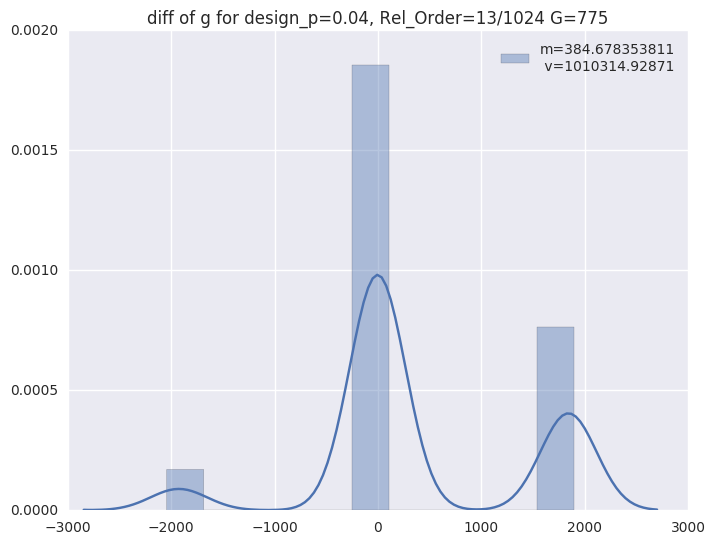 diff of g for design_p=0.04, Rel_Order=13/1024 G=775
m=384.678353811
v=1010314.92871
0.0020
0.0015
0.0010
0.0005
0.0000
−3000 −2000 −1000 0 1000 2000 3000